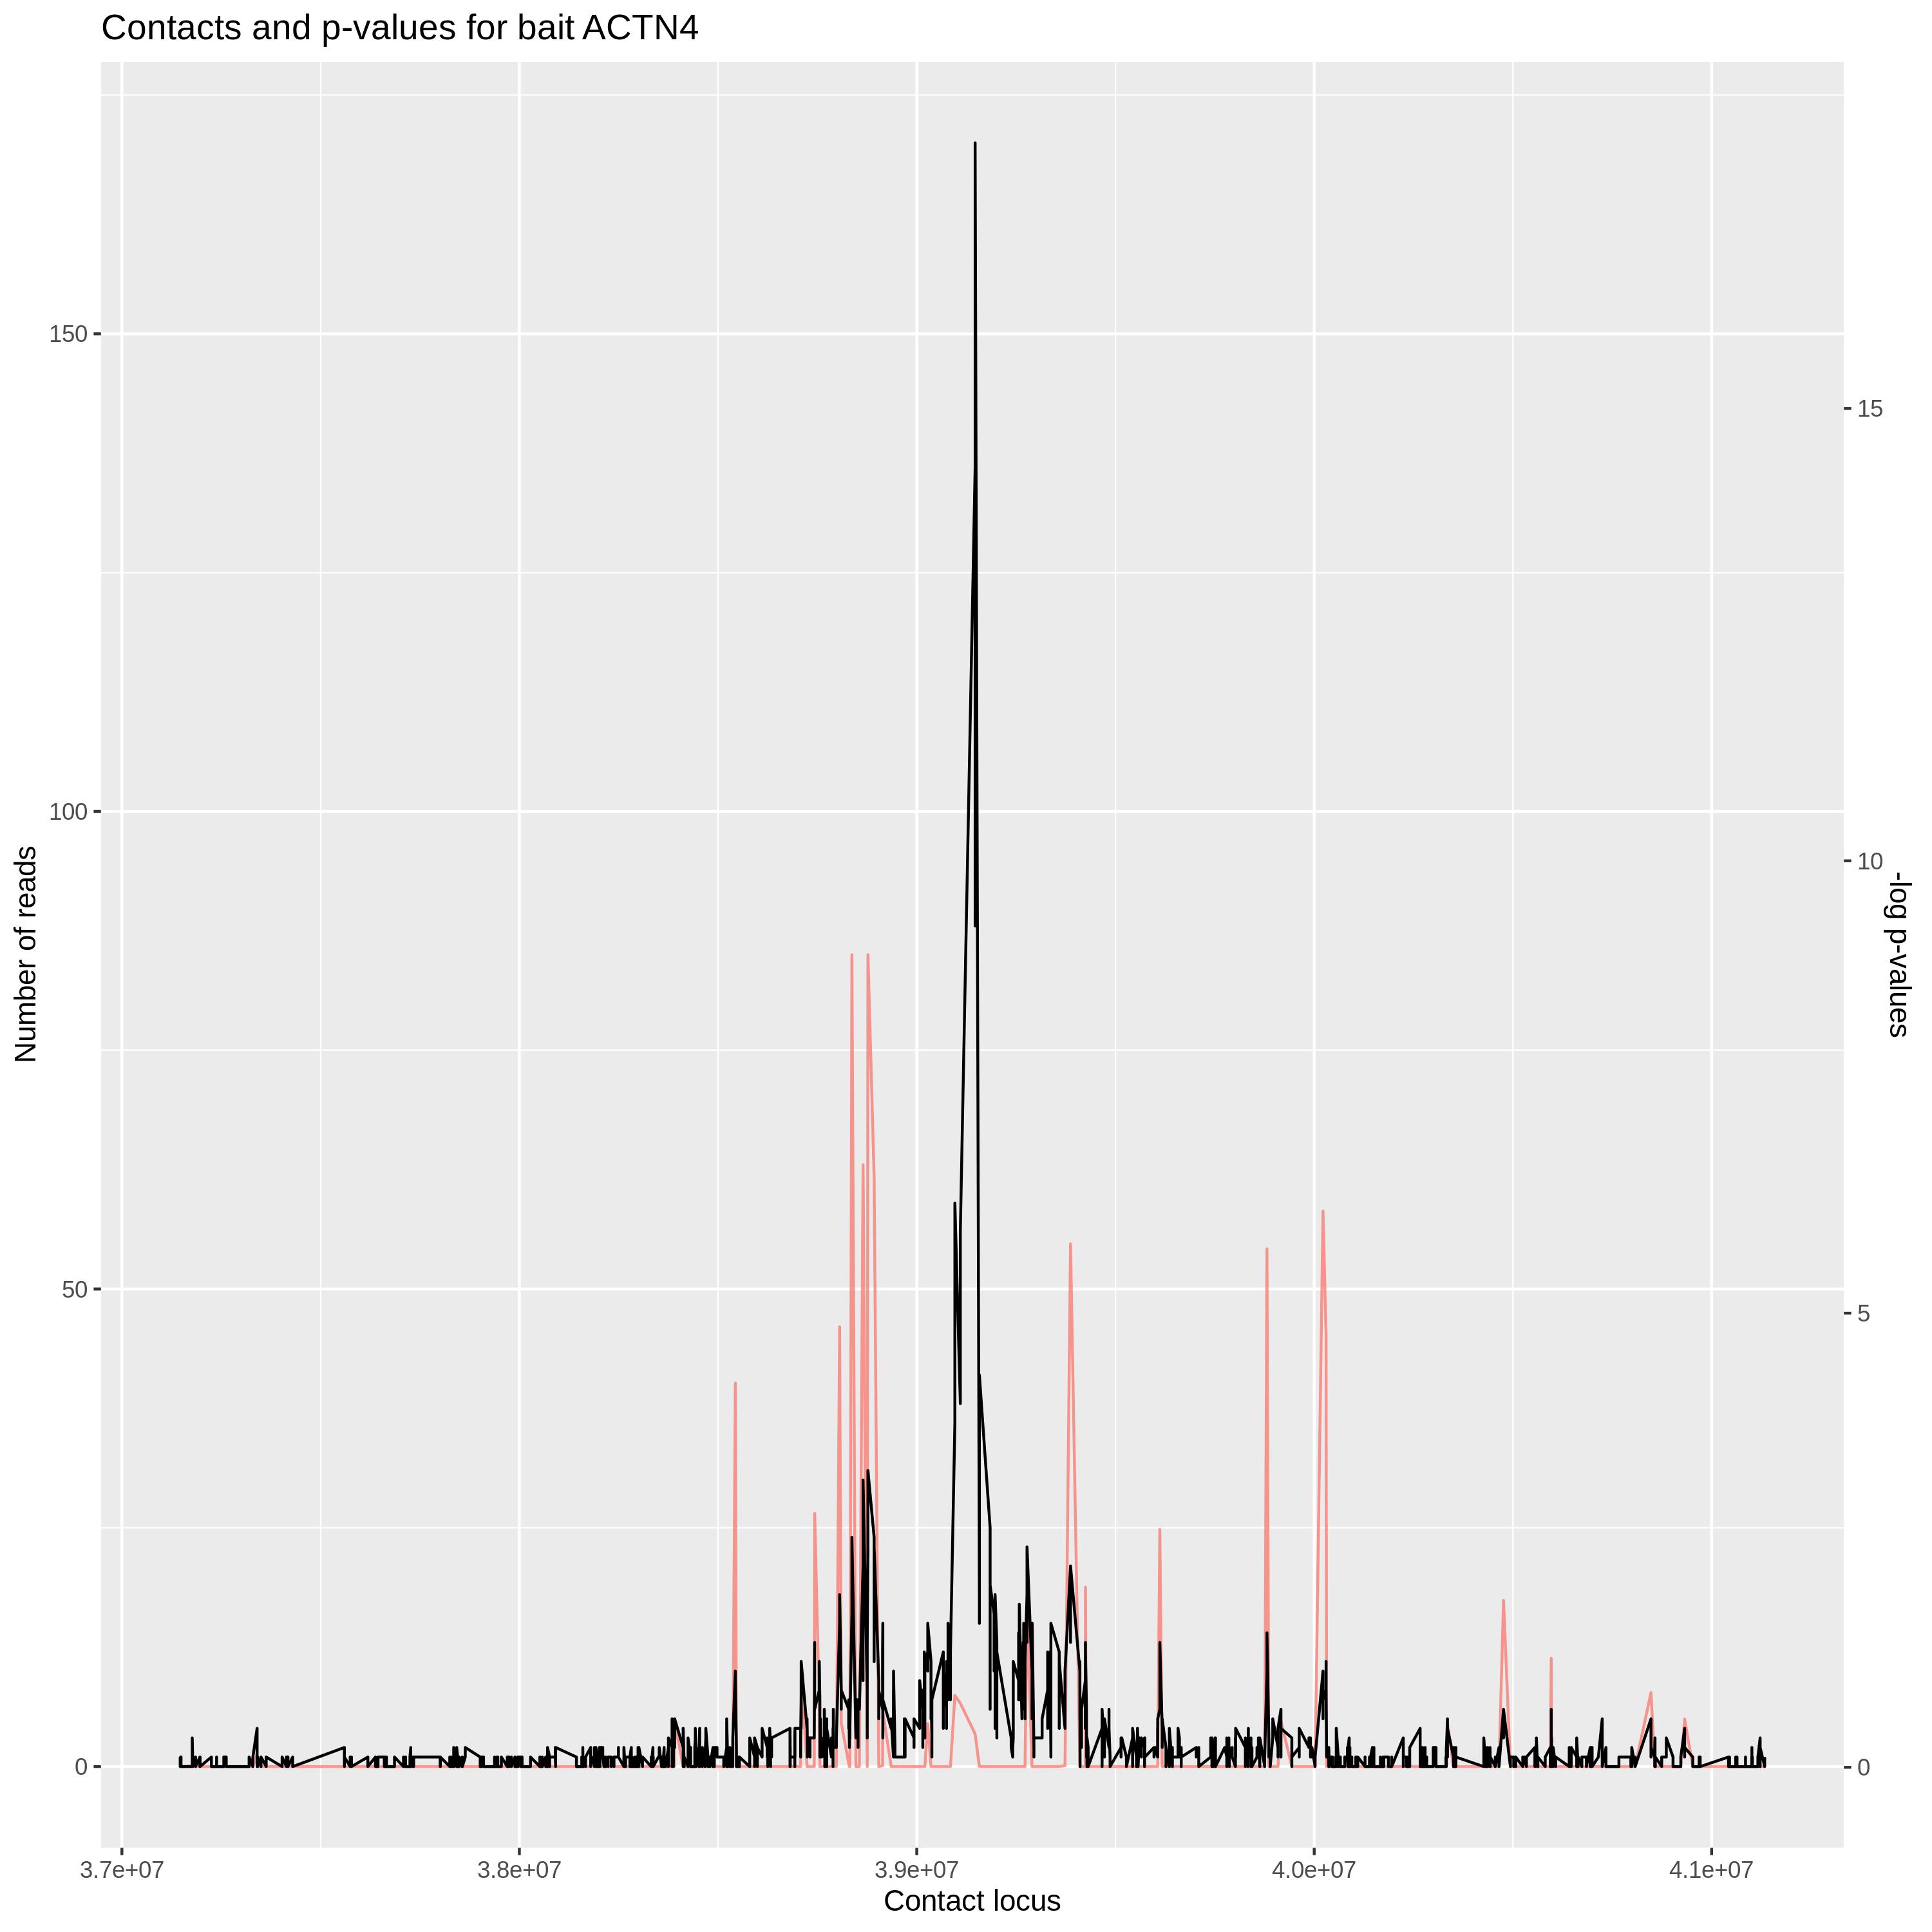 Contacts and p-values for bait ACTN4
150
100
50
0
Number of reads
15
10
5
0
-log p-values
3.7e+07
3.8e+07
3.9e+07
4.0e+07
4.1e+07
Contact locus